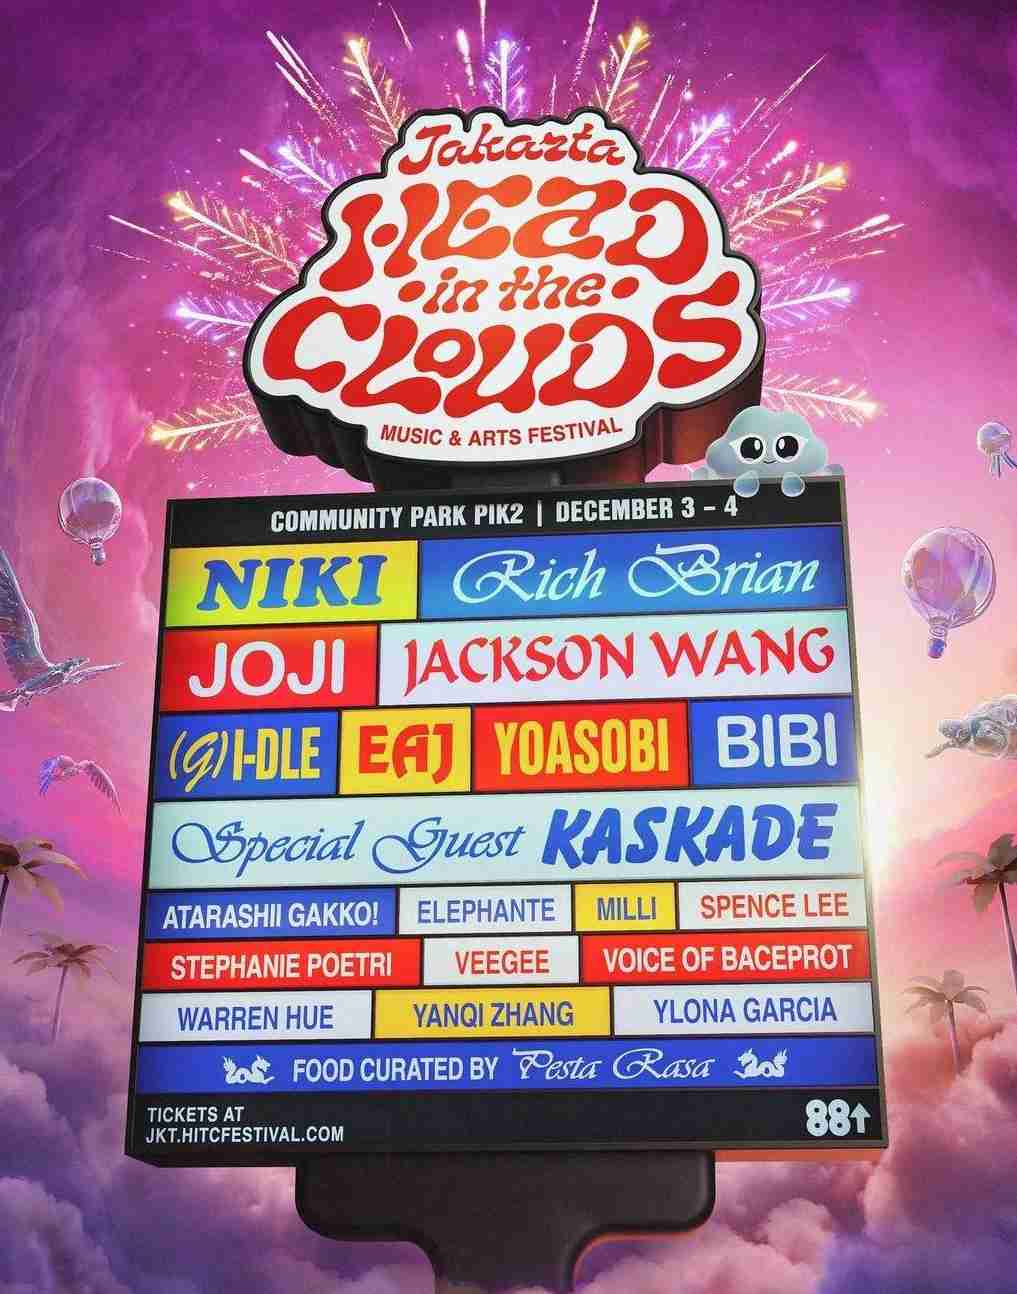 Jakarta
HEAD
in the
CLOUDS
MUSIC & ARTS FESTIVAL
COMMUNITY PARK PIK2 | DECEMBER 3 - 4
NIKI Rich Brian
JOJI JACKSON WANG
(G)I-DLE EAJ YOASOBI BIBI
Special Guest KASKADE
ATARASHII GAKKO! ELEPHANTE MILLI SPENCE LEE
STEPHANIE POETRI VEEGEE VOICE OF BACEPROT
WARREN HUE YANQI ZHANG YLONA GARCIA
FOOD CURATED BY Pesta Rasa
TICKETS AT
JKT.HITCFESTIVAL.COM
88↑